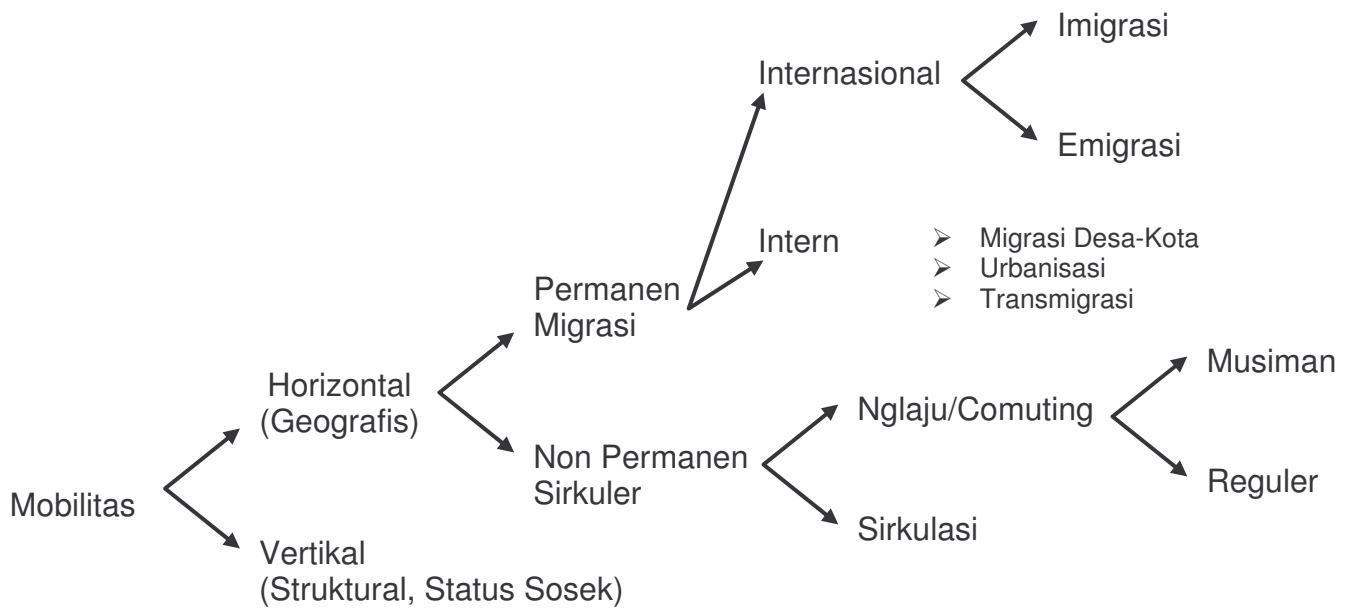 Imigrasi
Internasional
Emigrasi
Intern
➢ Migrasi Desa-Kota
➢ Urbanisasi
➢ Transmigrasi
Permanen
Migrasi
Musiman
Horizontal
(Geografis)
Nglaju/Comuting
Non Permanen
Sirkuler
Reguler
Mobilitas
Sirkulasi
Vertikal
(Struktural, Status Sosek)